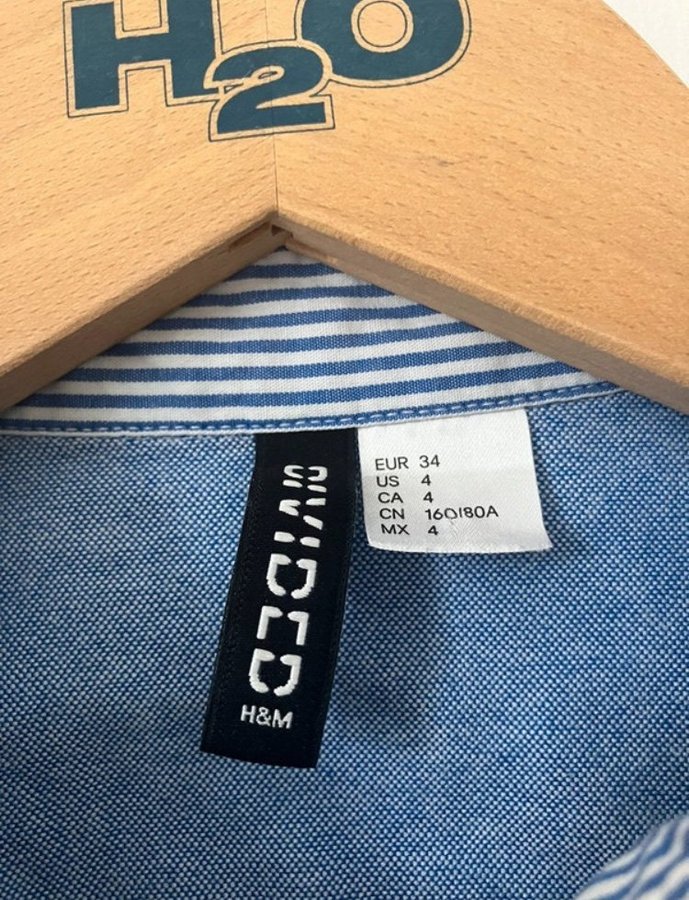 H2O
EUR 34
US 4
CA 4
CN 160/80A
MX 4
DIVIDED
H&M